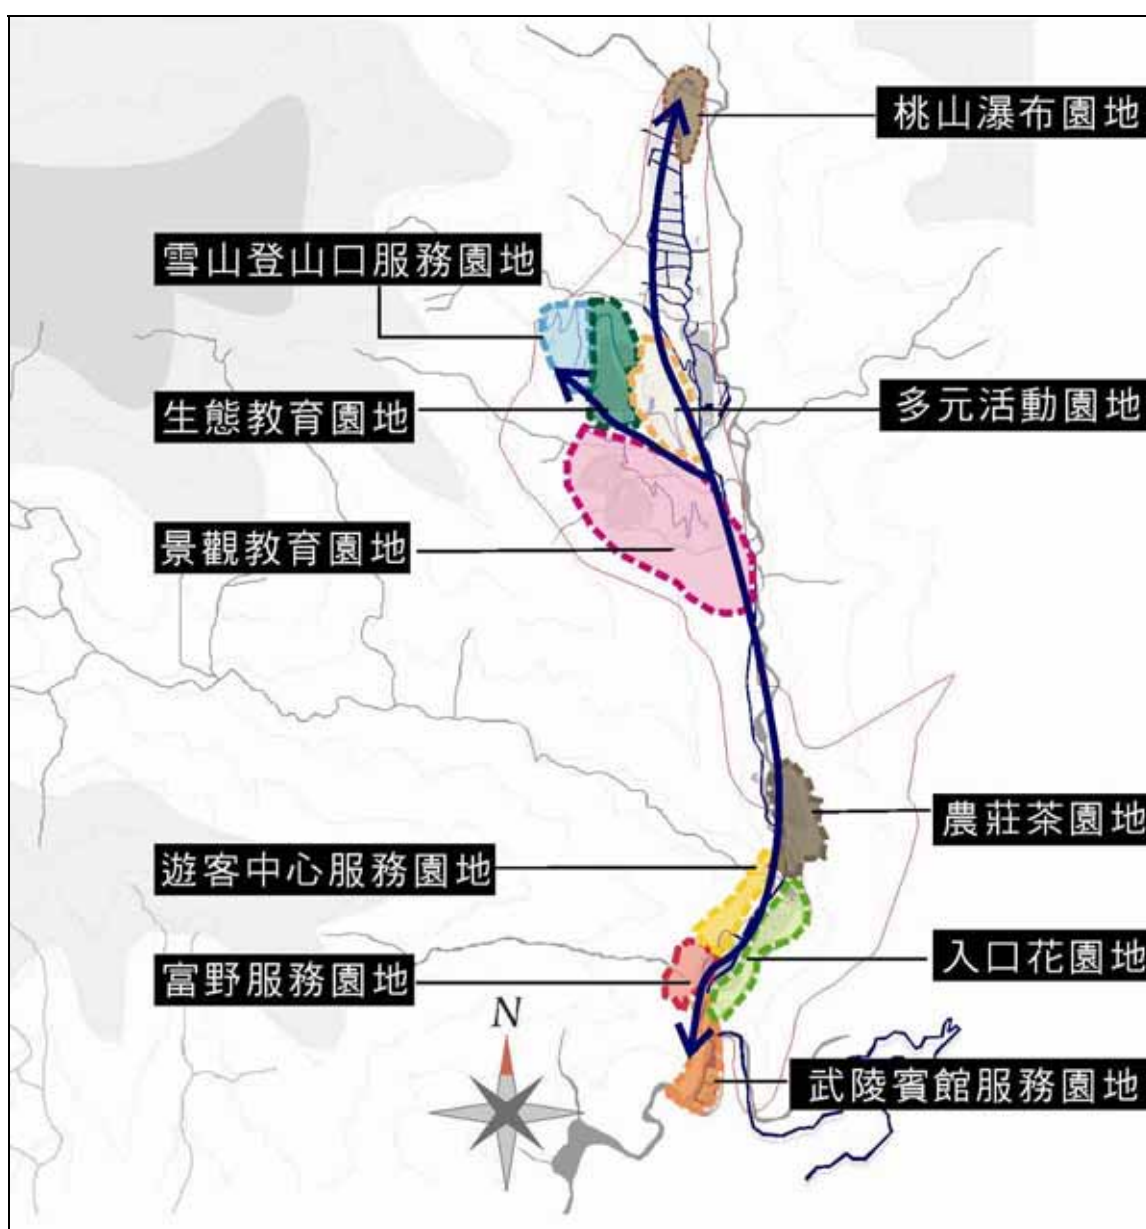 桃山瀑布園地
雪山登山口服務園地
生態教育園地
多元活動園地
景觀教育園地
農莊茶園地
遊客中心服務園地
入口花園地
富野服務園地
N
武陵賓館服務園地